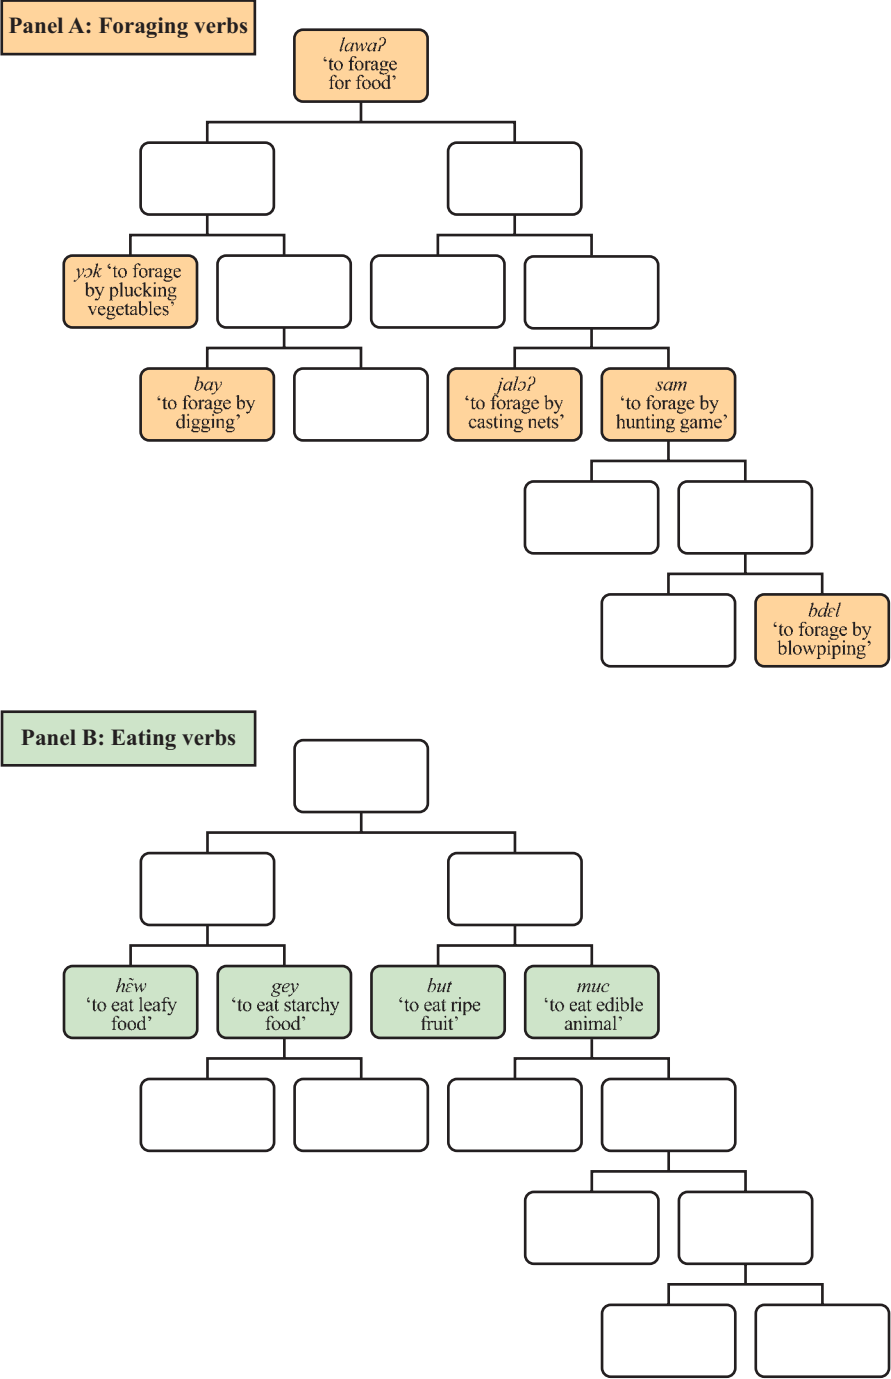 Panel A: Foraging verbs
lawaʔ
‘to forage
for food’
yɔk ‘to forage
by plucking
vegetables’
bay
‘to forage by
digging’
jalɔʔ
‘to forage by
casting nets’
sam
‘to forage by
hunting game’
bdɛl
‘to forage by
blowpiping’
Panel B: Eating verbs
hɛ̃w
‘to eat leafy
food’
gey
‘to eat starchy
food’
but
‘to eat ripe
fruit’
muc
‘to eat edible
animal’